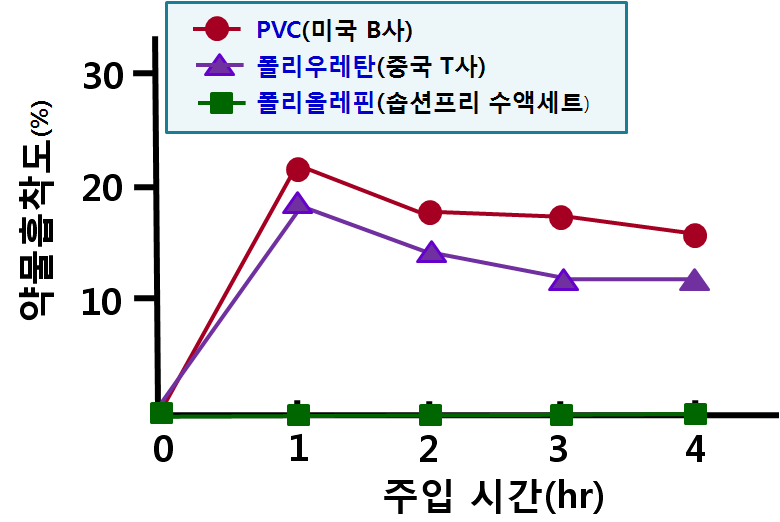 PVC(미국 B사)
폴리우레탄(중국 T사)
폴리올레핀(솝션프리 수액세트)
약물흡착도(%)
30
20
10
0 1 2 3 4
주입 시간(hr)